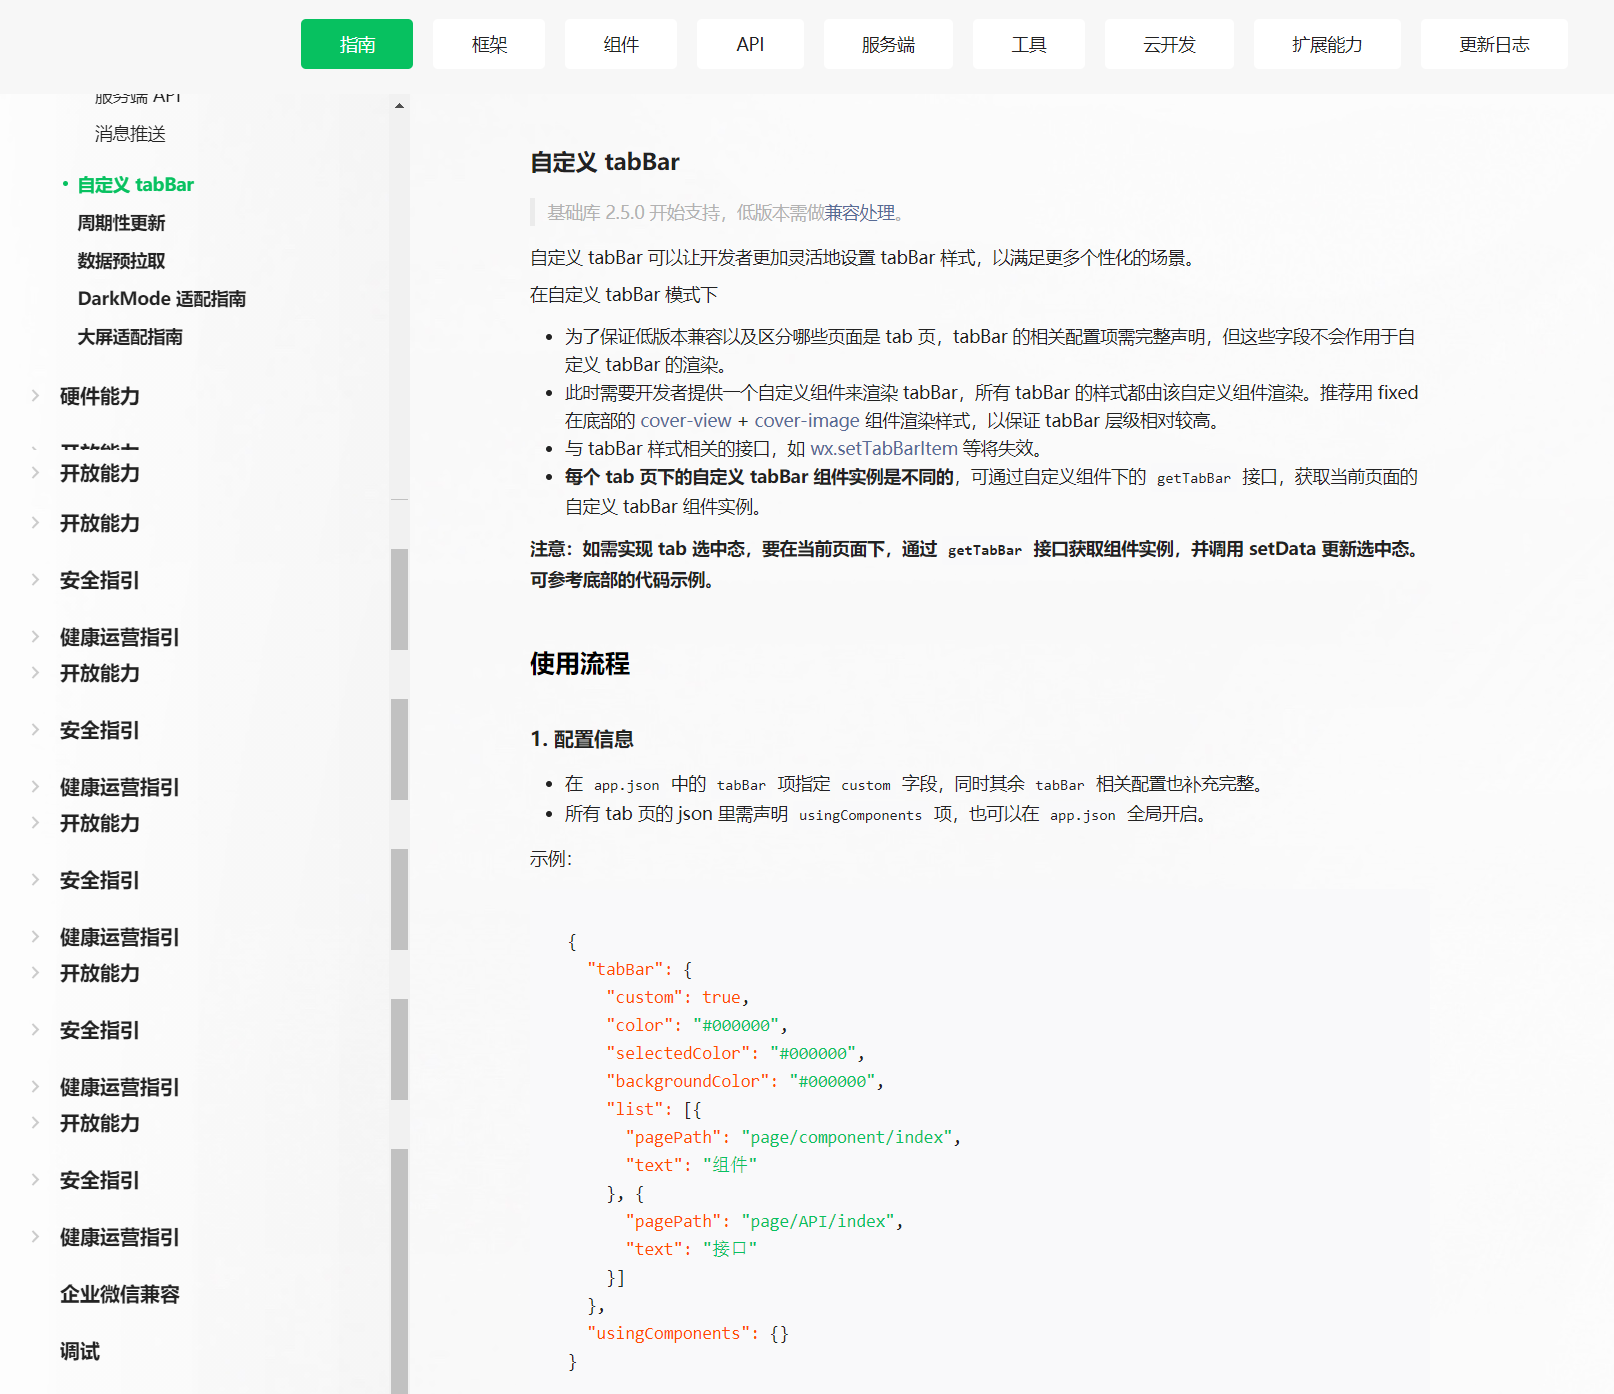 指南
框架
组件
API
服务端
工具
云开发
扩展能力
更新日志
服务端 API
消息推送
自定义 tabBar
周期性更新
数据预拉取
DarkMode 适配指南
大屏适配指南
硬件能力
开放能力
开放能力
开放能力
安全指引
健康运营指引
开放能力
安全指引
健康运营指引
开放能力
安全指引
健康运营指引
开放能力
安全指引
健康运营指引
开放能力
安全指引
健康运营指引
企业微信兼容
调试
自定义 tabBar
基础库 2.5.0 开始支持，低版本需做兼容处理。
自定义 tabBar 可以让开发者更加灵活地设置 tabBar 样式，以满足更多个性化的场景。
在自定义 tabBar 模式下
• 为了保证低版本兼容以及区分哪些页面是 tab 页，tabBar 的相关配置项需完整声明，但这些字段不会作用于自
定义 tabBar 的渲染。
• 此时需要开发者提供一个自定义组件来渲染 tabBar，所有 tabBar 的样式都由该自定义组件渲染。推荐用 fixed
在底部的 cover-view + cover-image 组件渲染样式，以保证 tabBar 层级相对较高。
• 与 tabBar 样式相关的接口，如 wx.setTabBarItem 等将失效。
• 每个 tab 页下的自定义 tabBar 组件实例是不同的，可通过自定义组件下的 getTabBar 接口，获取当前页面的
自定义 tabBar 组件实例。
注意：如需实现 tab 选中态，要在当前页面下，通过 getTabBar 接口获取组件实例，并调用 setData 更新选中态。
可参考底部的代码示例。
使用流程
1. 配置信息
• 在 app.json 中的 tabBar 项指定 custom 字段，同时其余 tabBar 相关配置也补充完整。
• 所有 tab 页的 json 里需声明 usingComponents 项，也可以在 app.json 全局开启。
示例：
{
"tabBar": {
"custom": true,
"color": "#000000",
"selectedColor": "#000000",
"backgroundColor": "#000000",
"list": [{
"pagePath": "page/component/index",
"text": "组件"
}, {
"pagePath": "page/API/index",
"text": "接口"
}]
},
"usingComponents": {}
}